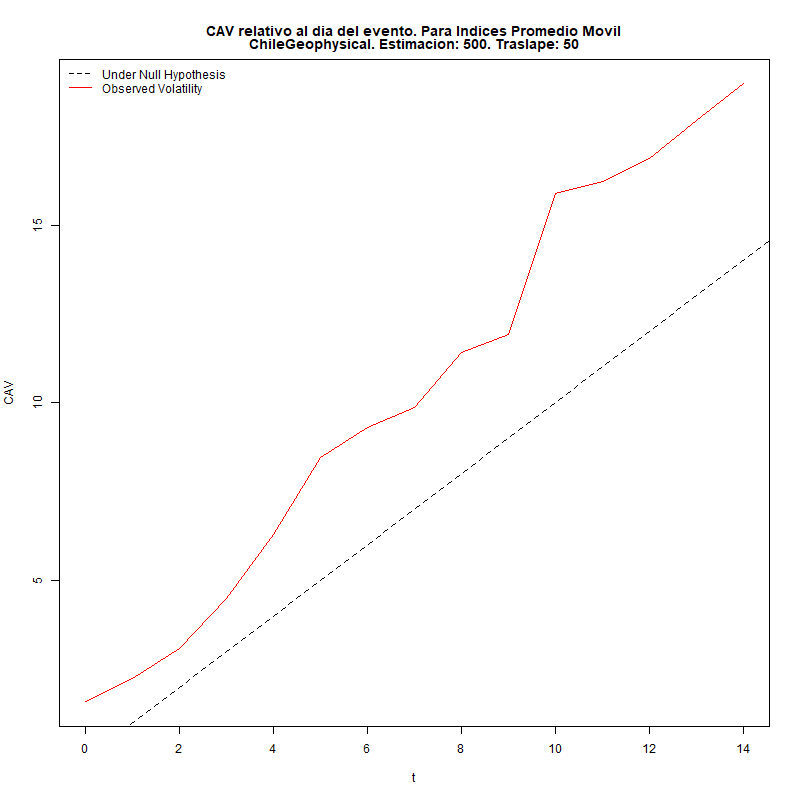 CAV relativo al dia del evento. Para Indices Promedio Movil
ChileGeophysical. Estimacion: 500. Traslape: 50
Under Null Hypothesis
Observed Volatility
15
10
5
CAV
0 2 4 6 8 10 12 14
t